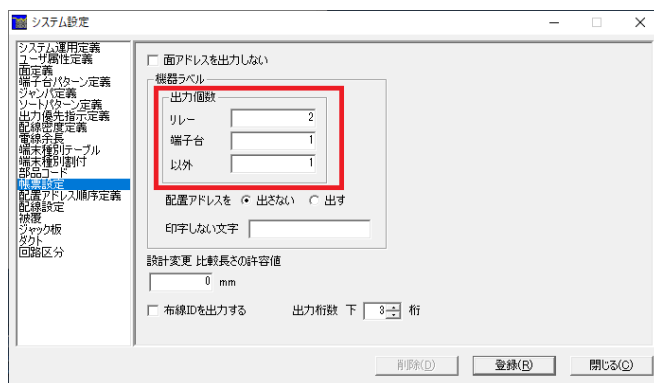 システム設定
システム運用定義
ユーザ属性定義
面定義
端子台パターン定義
ジャンパ定義
ソートパターン定義
出力優先指示定義
配線密度定義
電線余長
端末種別テーブル
端末種別割付
部品コード
帳票設定
配置アドレス順序定義
配線設定
被覆
ジャック板
ダクト
回路区分
面アドレスを出力しない
機器ラベル
出力個数
リレー 2
端子台 1
以外 1
配置アドレスを 出さない 出す
印字しない文字
設計変更 比較長さの許容値
0 mm
布線IDを出力する 出力桁数 下 3 桁
削除(D) 登録(R) 閉じる(C)